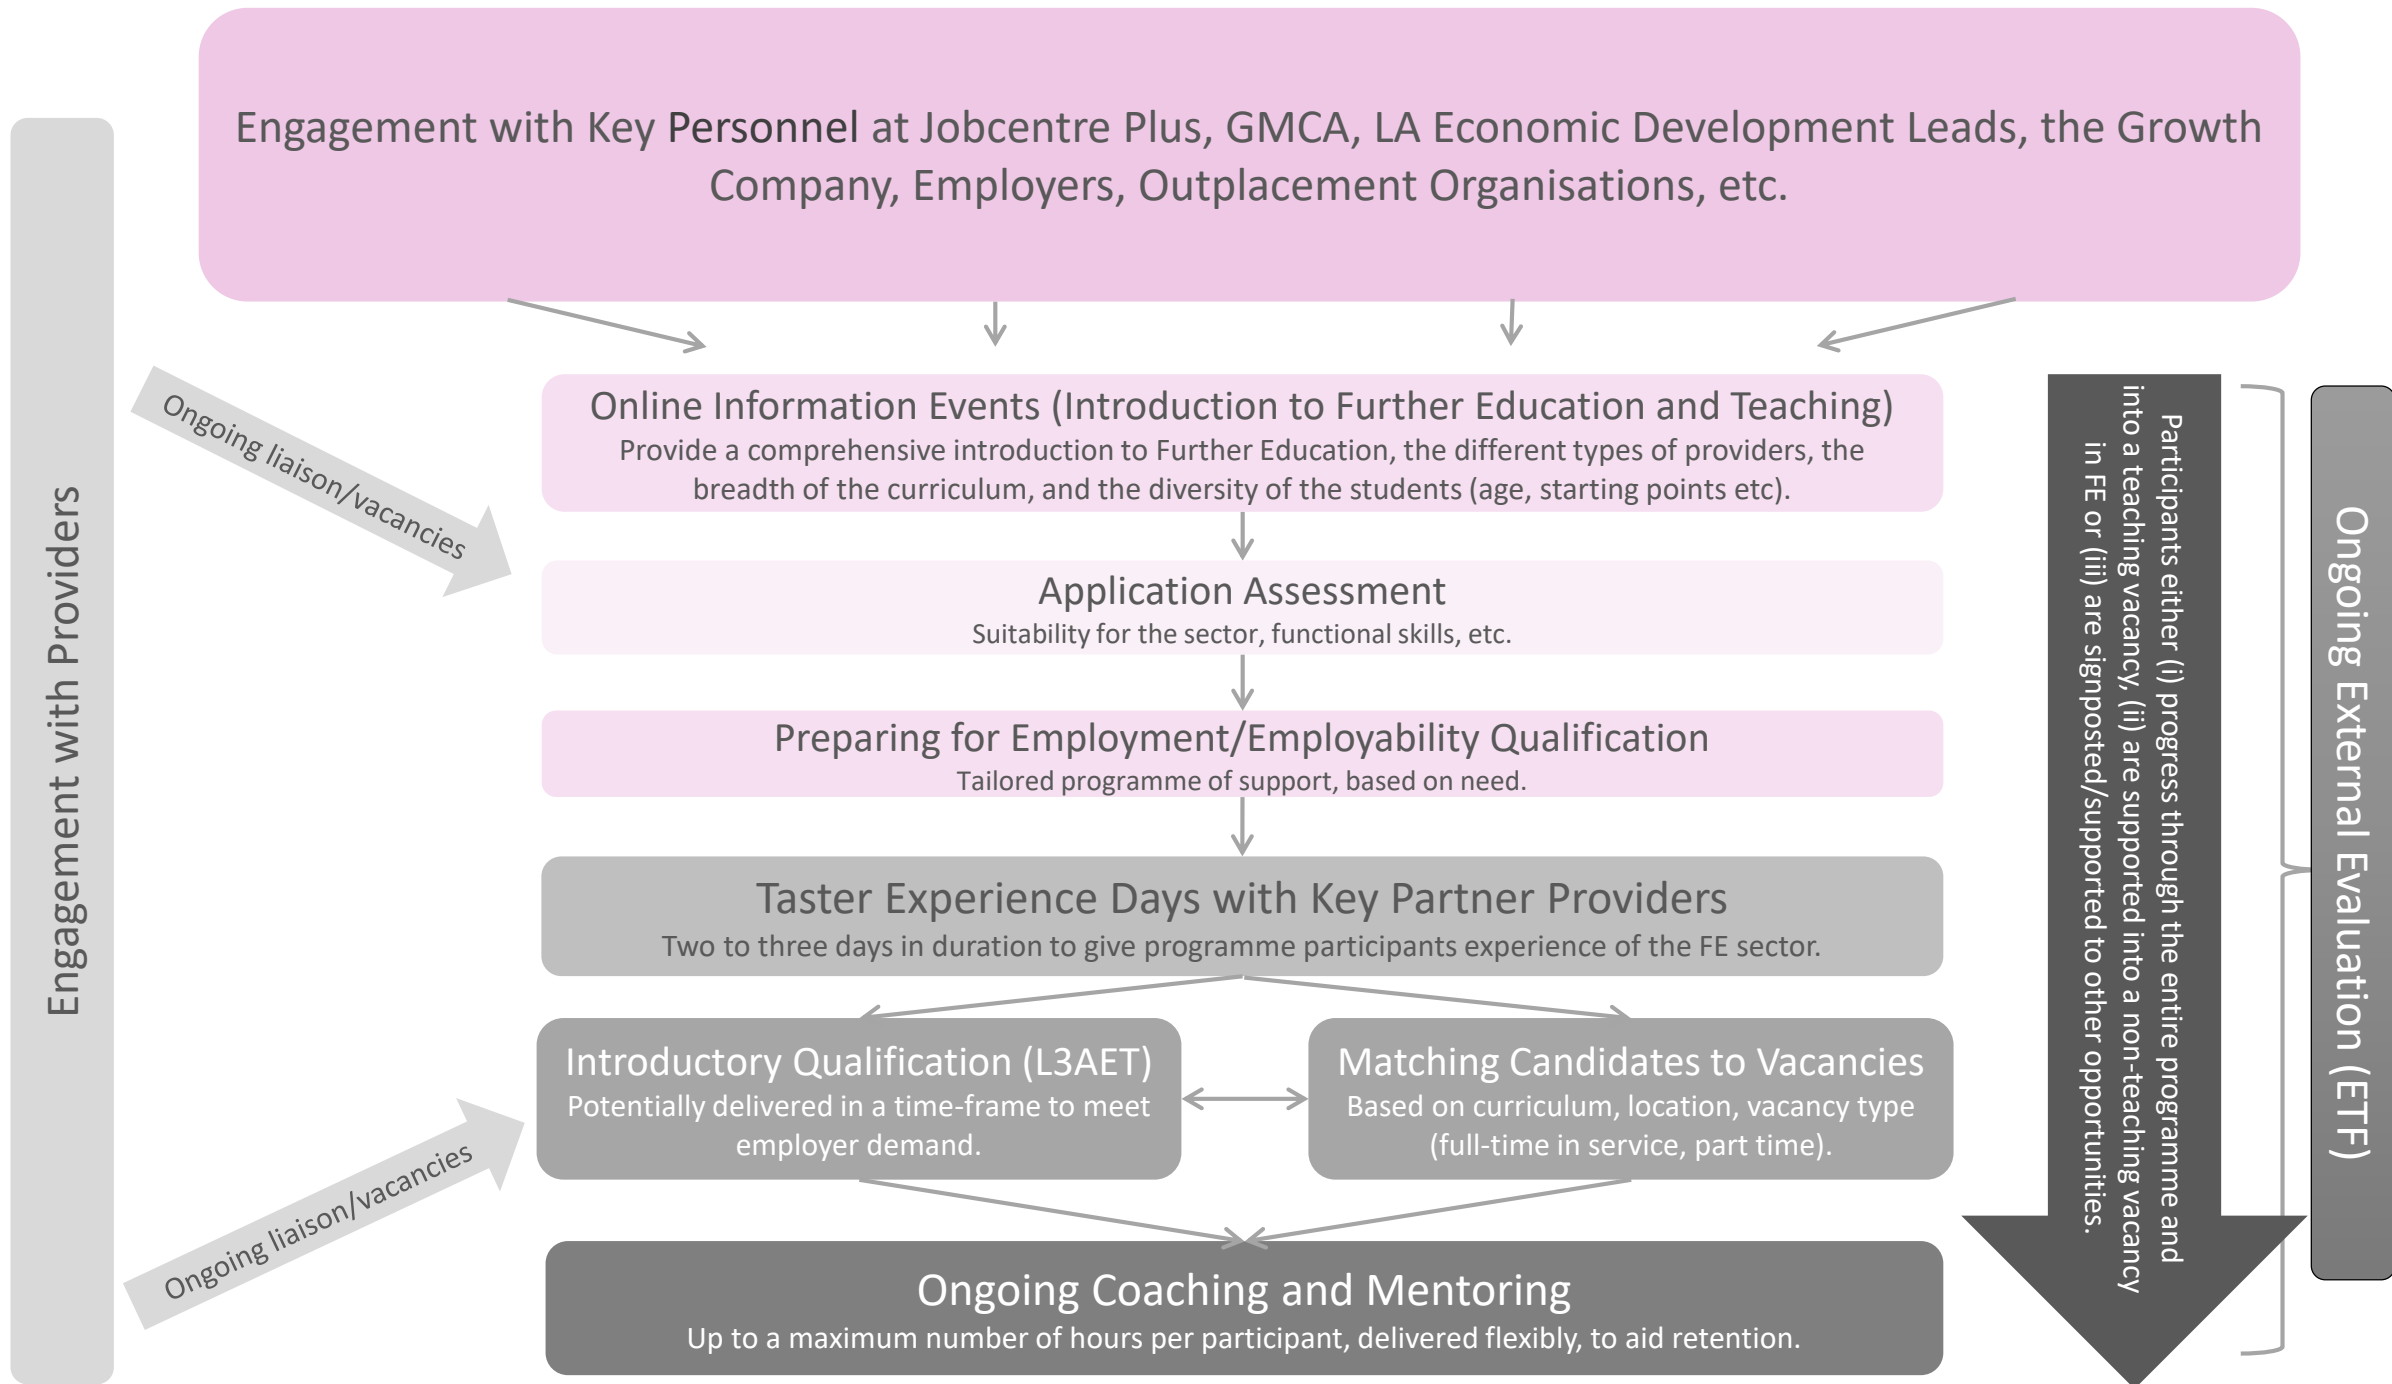 Engagement with Key Personnel at Jobcentre Plus, GMCA, LA Economic Development Leads, the Growth
Company, Employers, Outplacement Organisations, etc.
Engagement with Providers
Ongoing liaison/vacancies
Online Information Events (Introduction to Further Education and Teaching)
Provide a comprehensive introduction to Further Education, the different types of providers, the
breadth of the curriculum, and the diversity of the students (age, starting points etc).
Application Assessment
Suitability for the sector, functional skills, etc.
Preparing for Employment/Employability Qualification
Tailored programme of support, based on need.
Taster Experience Days with Key Partner Providers
Two to three days in duration to give programme participants experience of the FE sector.
Ongoing liaison/vacancies
Introductory Qualification (L3AET)
Potentially delivered in a time-frame to meet
employer demand.
Matching Candidates to Vacancies
Based on curriculum, location, vacancy type
(full-time in service, part time).
Ongoing Coaching and Mentoring
Up to a maximum number of hours per participant, delivered flexibly, to aid retention.
Participants either (i) progress through the entire programme and
into a teaching vacancy, (ii) are supported into a non-teaching vacancy
in FE or (iii) are signposted/supported to other opportunities.
Ongoing External Evaluation (ETF)